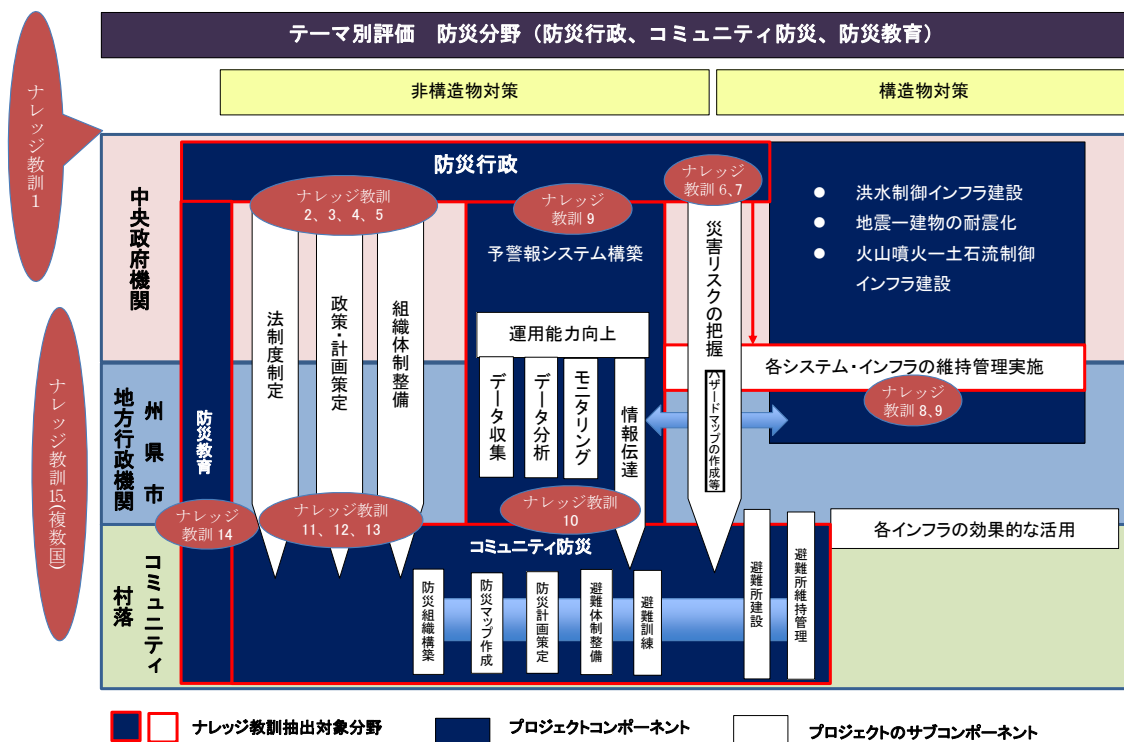 テーマ別評価　防災分野（防災行政、コミュニティ防災、防災教育）
非構造物対策
構造物対策
ナレッジ教訓1
ナレッジ教訓15.(複数国)
中央政府機関
地方行政機関
州県市
コミュニティ
村落
防災行政
ナレッジ教訓
2、3、4、5
ナレッジ
教訓 9
ナレッジ
教訓 6、7
予警報システム構築
法制度制定
政策・計画策定
組織体制整備
運用能力向上
データ収集
データ分析
モニタリング
情報伝達
災害リスクの把握
ハザードマップの作成等
● 洪水制御インフラ建設
● 地震ー建物の耐震化
● 火山噴火ー土石流制御
インフラ建設
各システム・インフラの維持管理実施
ナレッジ
教訓 8、9
防災教育
ナレッジ
教訓 14
ナレッジ教訓
11、12、13
ナレッジ教訓
10
各インフラの効果的な活用
コミュニティ防災
防災組織構築
防災マップ作成
防災計画策定
避難体制整備
避難訓練
避難所建設
避難所維持管理
ナレッジ教訓抽出対象分野
プロジェクトコンポーネント
プロジェクトのサブコンポーネント